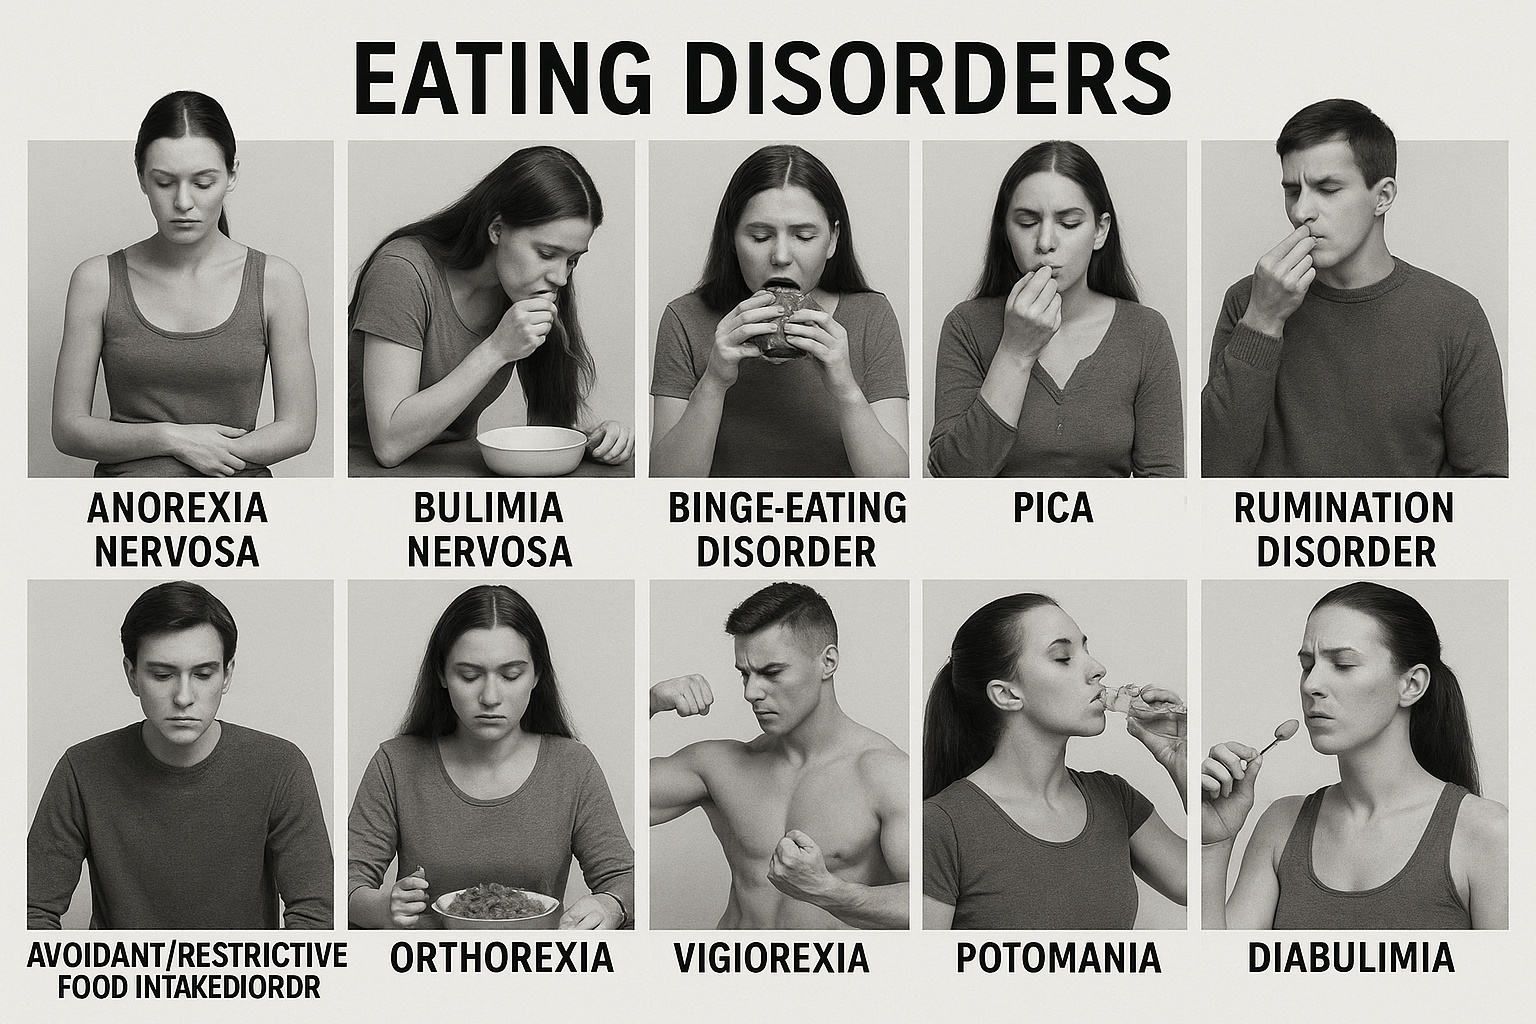 EATING DISORDERS
ANOREXIA
NERVOSA
BULIMIA
NERVOSA
BINGE-EATING
DISORDER
PICA
RUMINATION
DISORDER
AVOIDANT/RESTRICTIVE
FOOD INTAKEDIORDR
ORTHOREXIA
VIGIOREXIA
POTOMANIA
DIABULIMIA